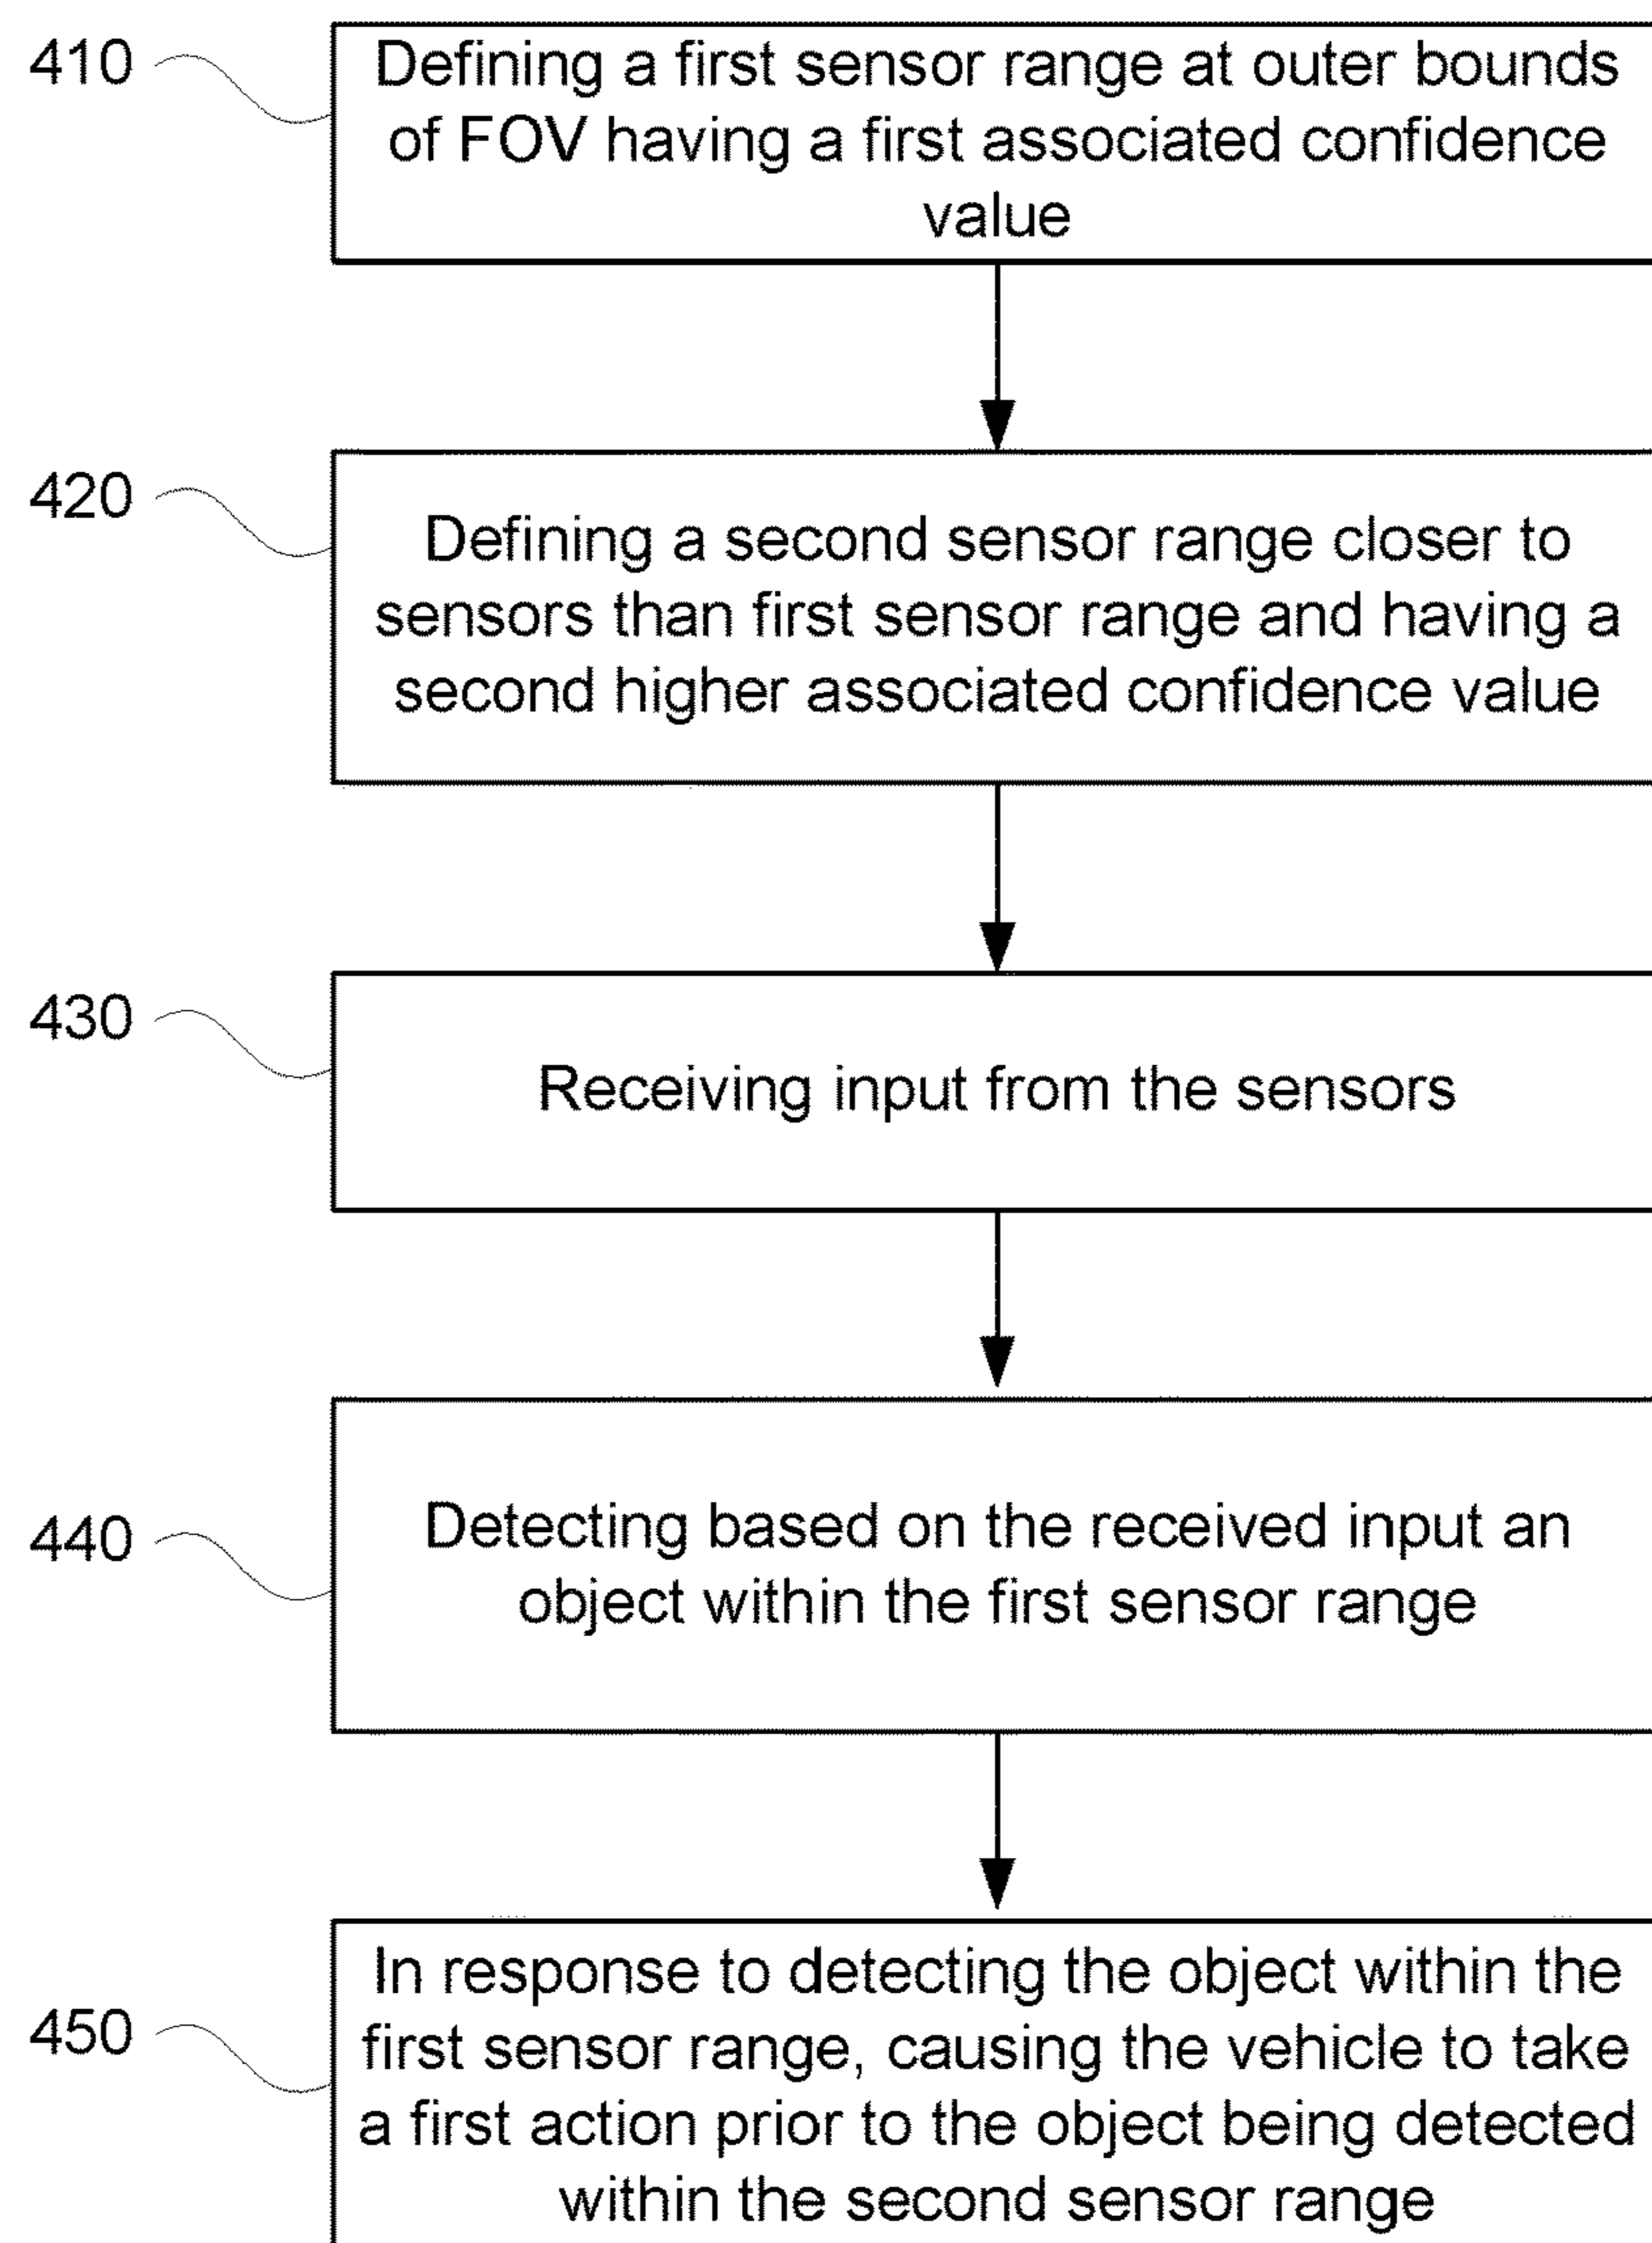 410
Defining a first sensor range at outer bounds
of FOV having a first associated confidence
value
420
Defining a second sensor range closer to
sensors than first sensor range and having a
second higher associated confidence value
430
Receiving input from the sensors
440
Detecting based on the received input an
object within the first sensor range
450
In response to detecting the object within the
first sensor range, causing the vehicle to take
a first action prior to the object being detected
within the second sensor range